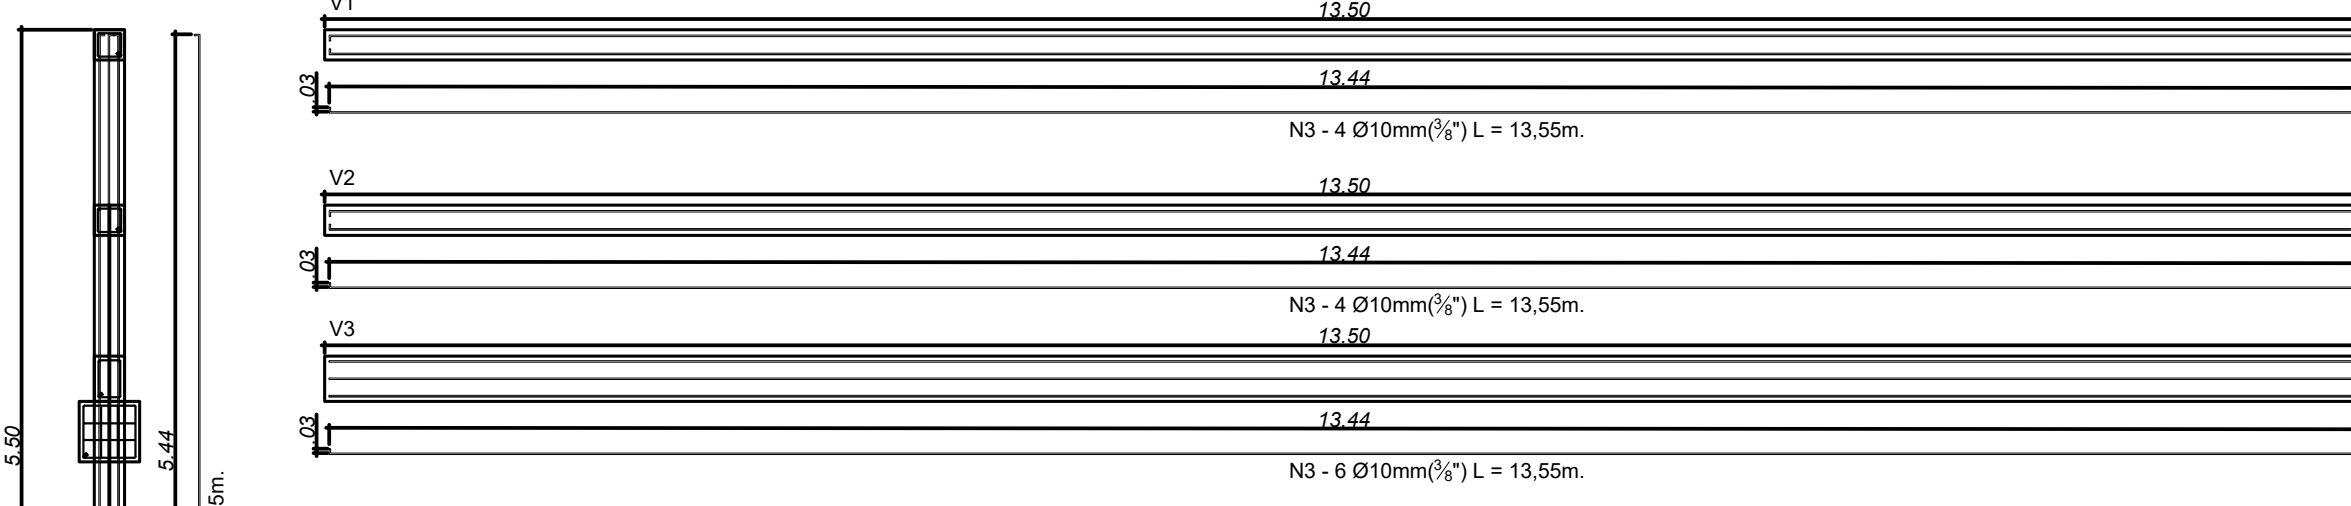 V1
13.50
.03
13.44
N3 - 4 Ø10mm(⅜") L = 13,55m.
V2
13.50
.03
13.44
N3 - 4 Ø10mm(⅜") L = 13,55m.
V3
13.50
.03
13.44
N3 - 6 Ø10mm(⅜") L = 13,55m.
5.50
5.44
5m.